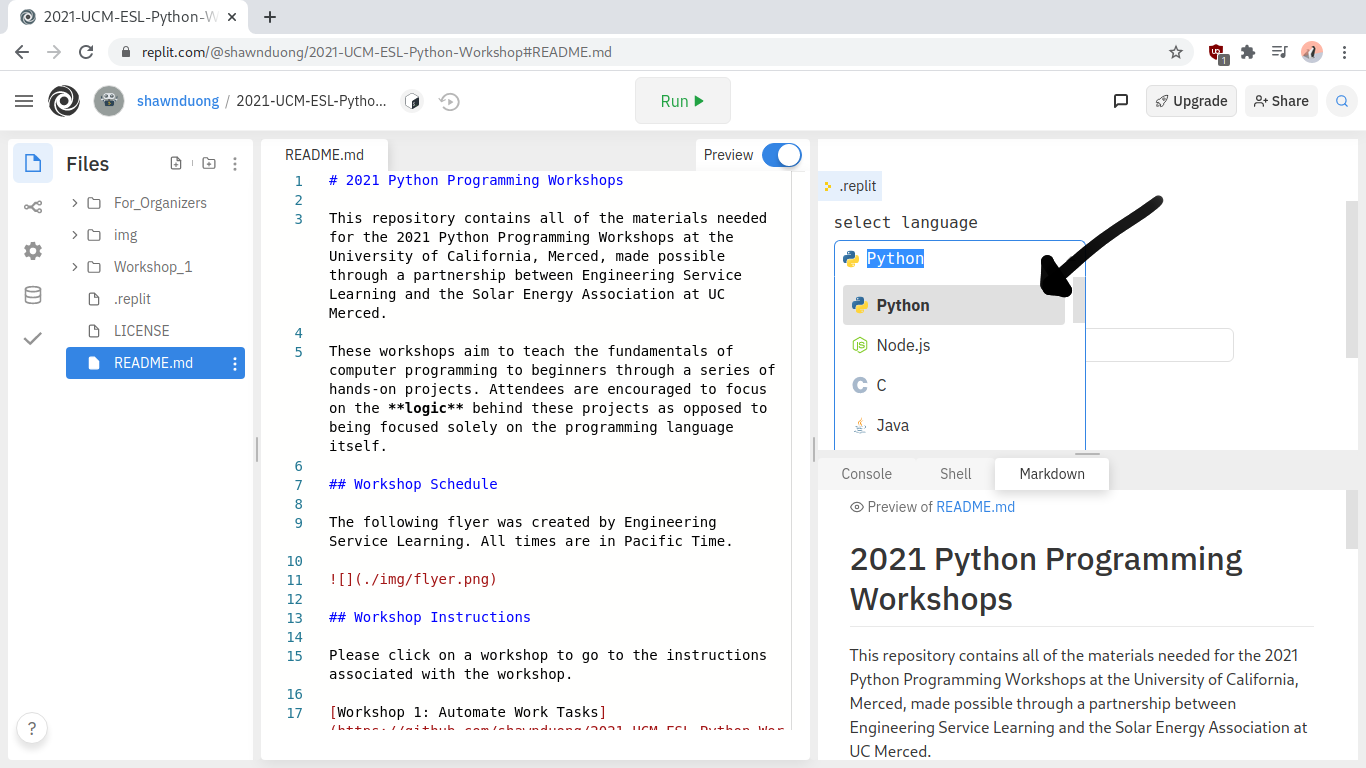 2021-UCM-ESL-Python-W
replit.com/@shawnduong/2021-UCM-ESL-Python-Workshop#README.md
1
shawnduong / 2021-UCM-ESL-Pytho...
Run
Upgrade
Share
Files
For_Organizers
img
Workshop_1
.replit
LICENSE
README.md
?
README.md
Preview
1 # 2021 Python Programming Workshops
2
3 This repository contains all of the materials needed
for the 2021 Python Programming Workshops at the
University of California, Merced, made possible
through a partnership between Engineering Service
Learning and the Solar Energy Association at UC
Merced.
4
5 These workshops aim to teach the fundamentals of
computer programming to beginners through a series of
hands-on projects. Attendees are encouraged to focus
on the **logic** behind these projects as opposed to
being focused solely on the programming language
itself.
6
7 ## Workshop Schedule
8
9 The following flyer was created by Engineering
Service Learning. All times are in Pacific Time.
10
11 ![](./img/flyer.png)
12
13 ## Workshop Instructions
14
15 Please click on a workshop to go to the instructions
associated with the workshop.
16
17 [Workshop 1: Automate Work Tasks]
(https://github.com/shawnduong/2021-UCM-ESL-Python-Wor
.replit
select language
Python
Python
Node.js
C
Java
Console
Shell
Markdown
Preview of README.md
2021 Python Programming
Workshops
This repository contains all of the materials needed for the 2021
Python Programming Workshops at the University of California,
Merced, made possible through a partnership between
Engineering Service Learning and the Solar Energy Association at
UC Merced.